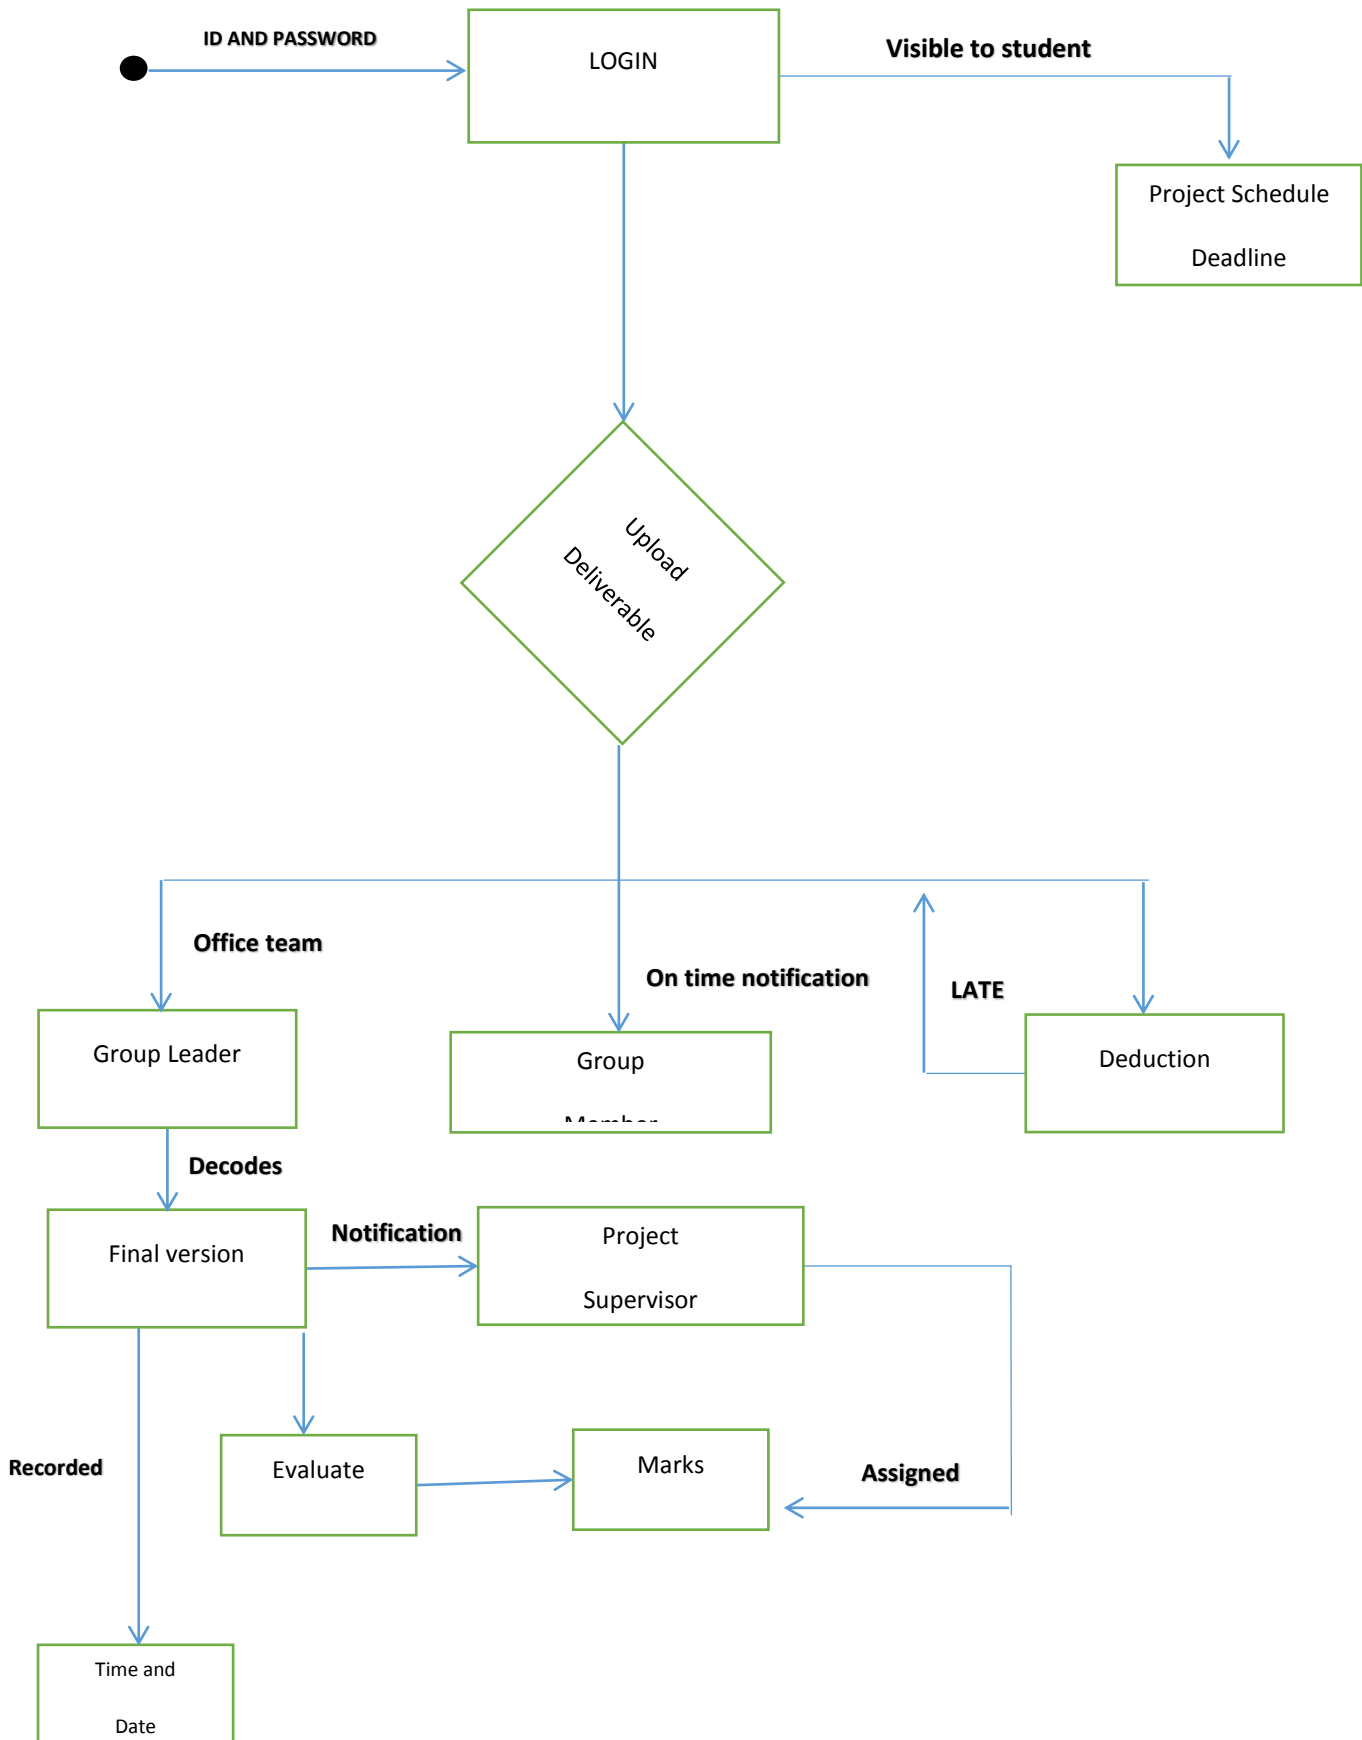 ID AND PASSWORD
LOGIN
Visible to student
Project Schedule
Deadline
Upload
Deliverable
Office team
On time notification
LATE
Group Leader
Group
Member
Deduction
Decodes
Final version
Notification
Project
Supervisor
Recorded
Evaluate
Marks
Assigned
Time and
Date